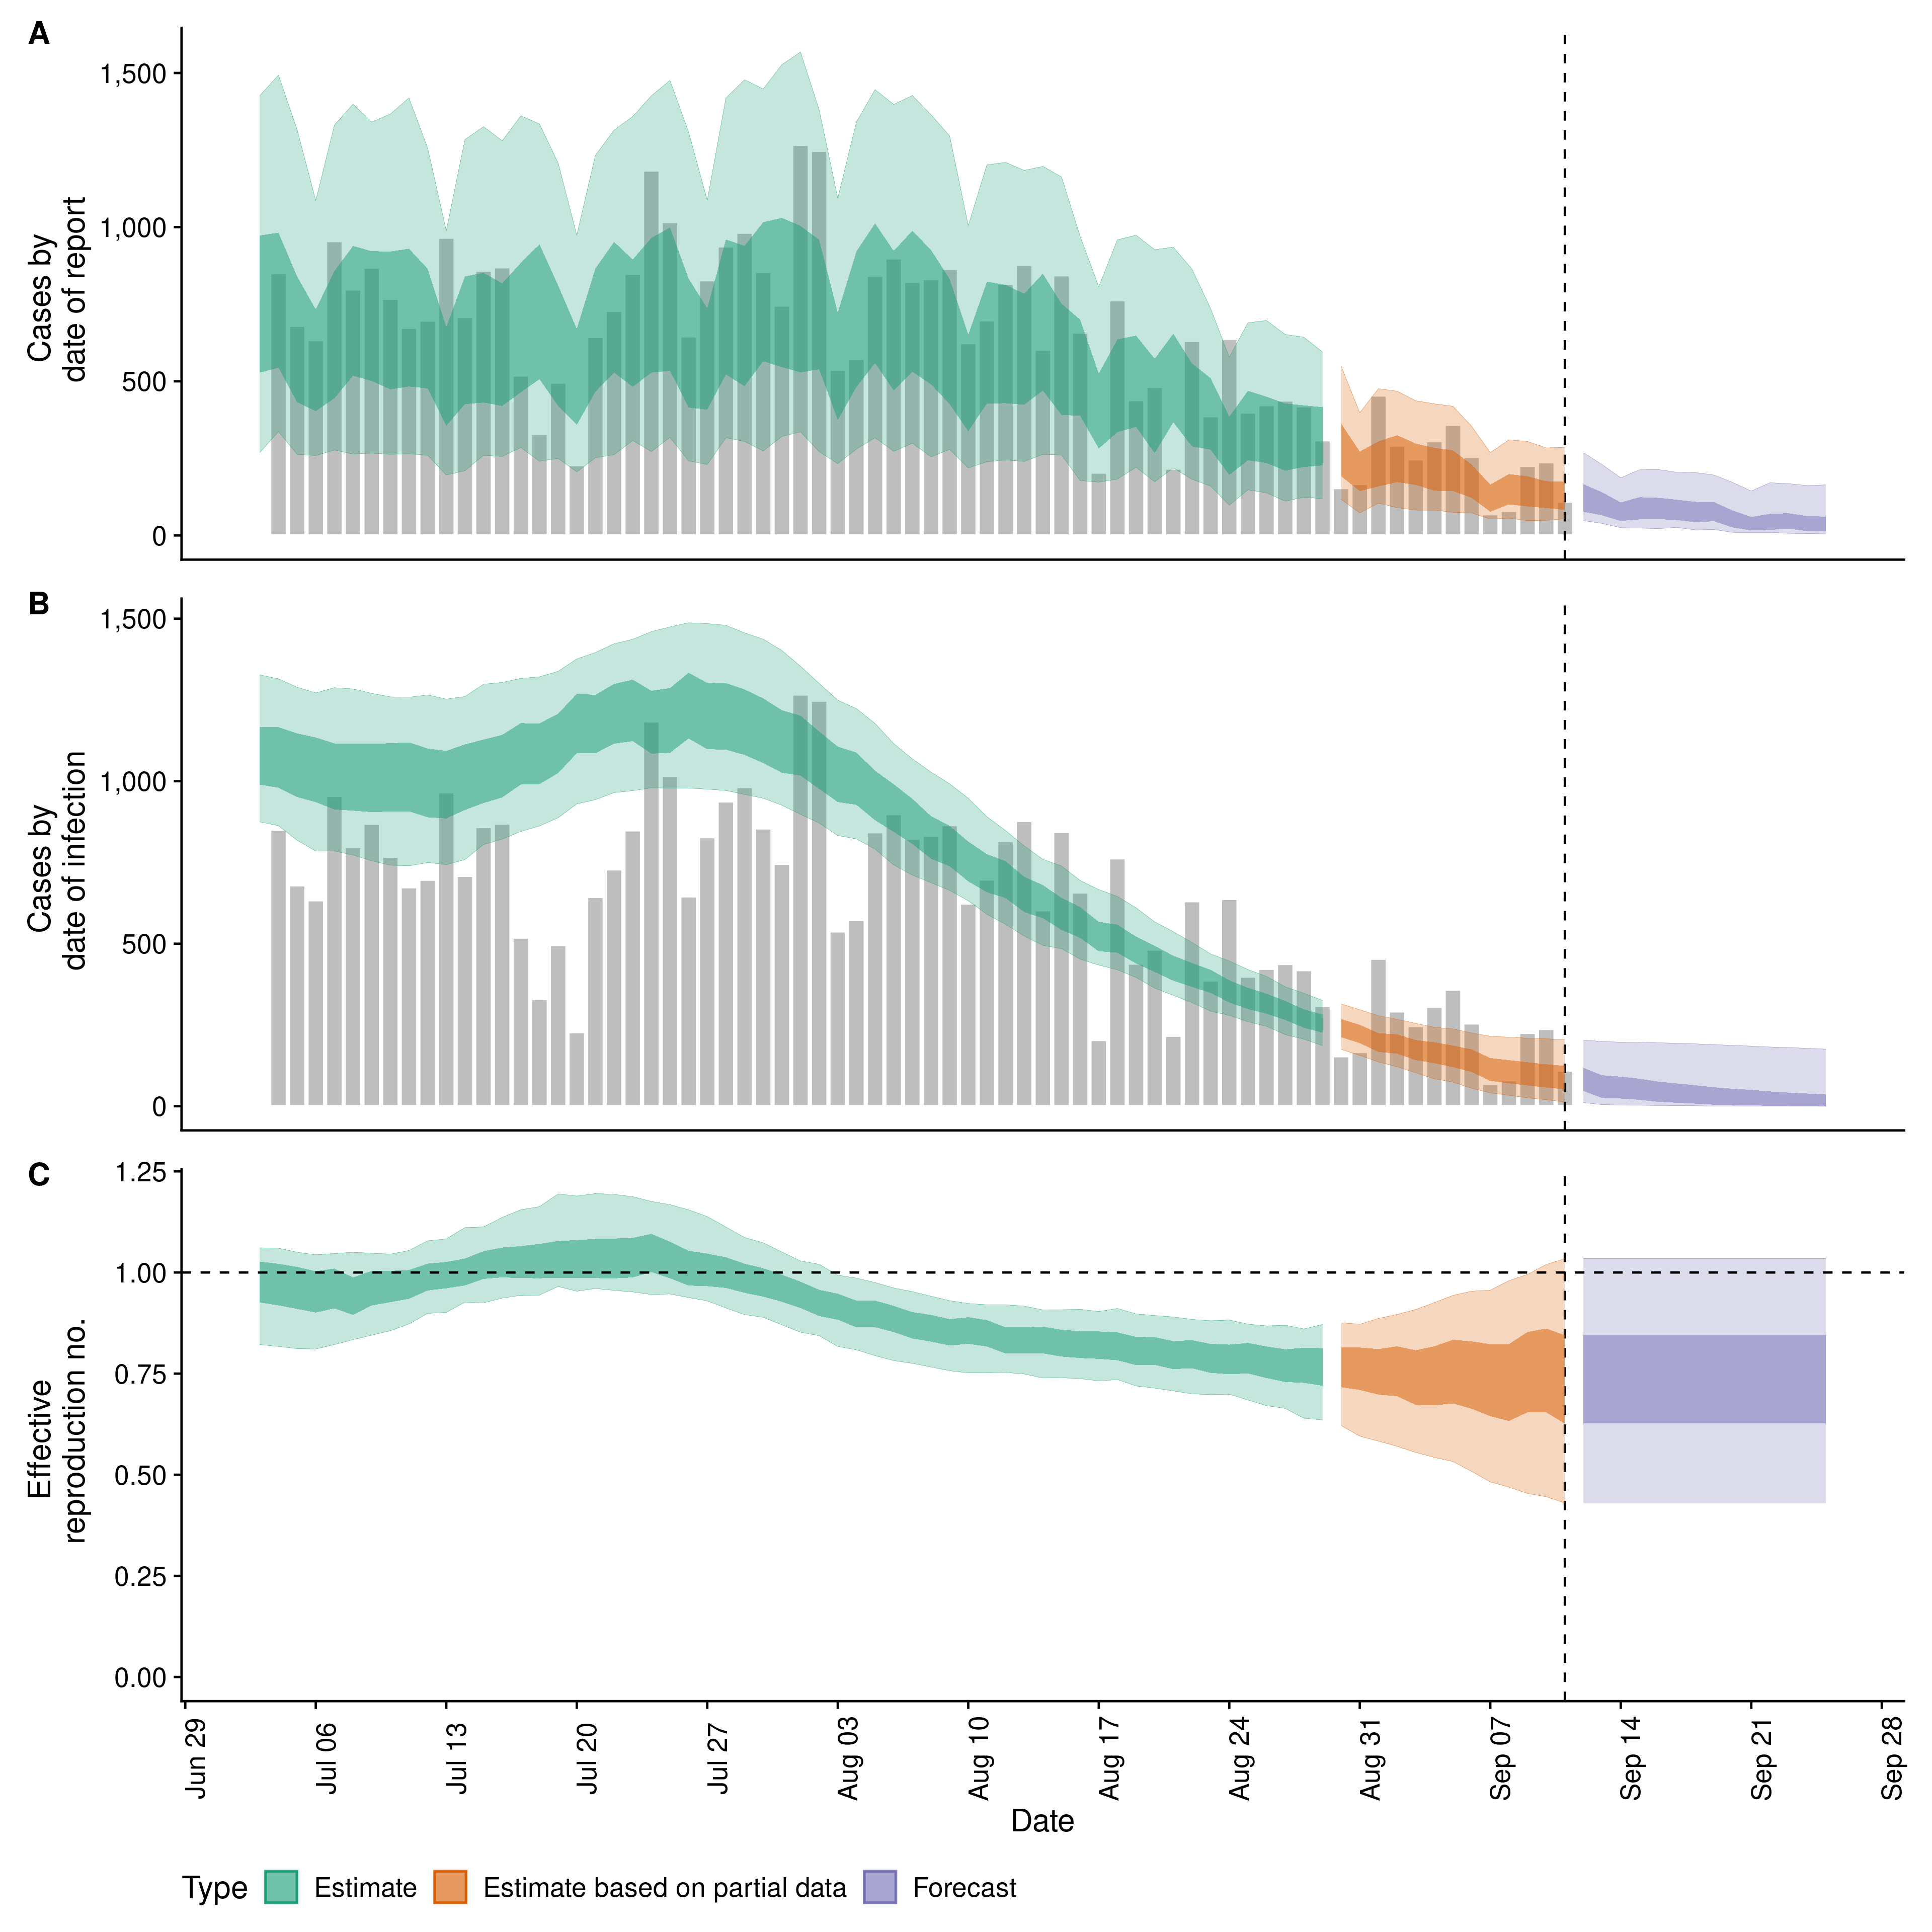 A
Cases by
date of report
1,500
1,000
500
0
B
Cases by
date of infection
1,500
1,000
500
0
C
Effective
reproduction no.
1.25
1.00
0.75
0.50
0.25
0.00
Jun 29
Jul 06
Jul 13
Jul 20
Jul 27
Aug 03
Aug 10
Aug 17
Aug 24
Aug 31
Sep 07
Sep 14
Sep 21
Sep 28
Date
Type Estimate Estimate based on partial data Forecast